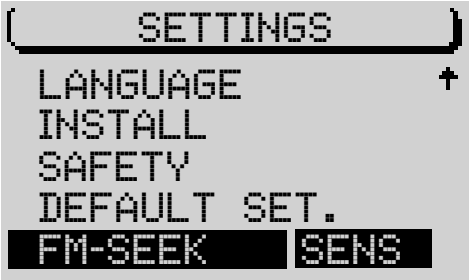 SETTINGS
LANGUAGE
INSTALL
SAFETY
DEFAULT SET.
FM-SEEK SENS